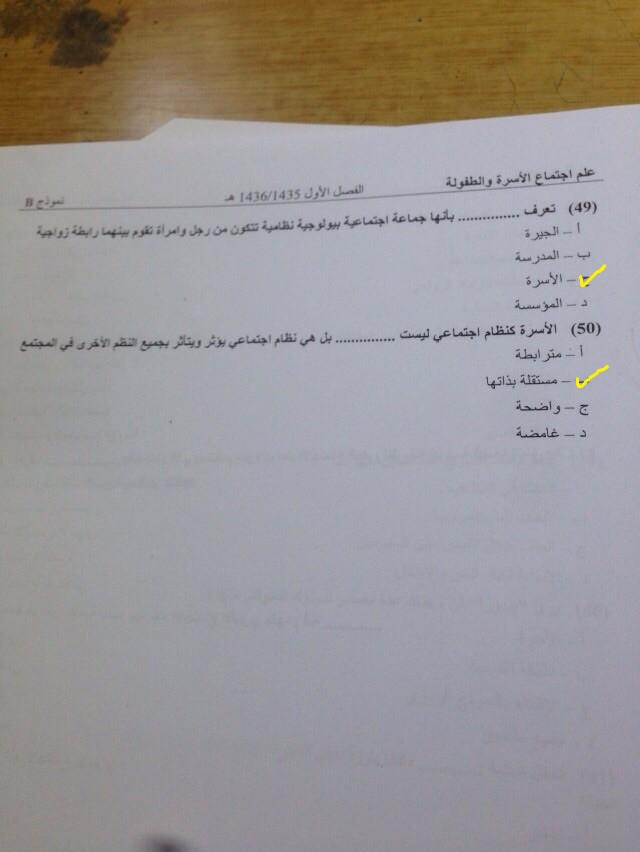 علم اجتماع الأسرة والطفولة الفصل الأول 1436/1435 هـ نموذج B
(49) تعرف ............... بأنها جماعة اجتماعية بيولوجية نظامية تتكون من رجل وامرأة تقوم بينهما رابطة زواجية
أ – الجيرة
ب – المدرسة
ج – الأسرة
د – المؤسسة
(50) الأسرة كنظام اجتماعي ليست ............... بل هي نظام اجتماعي يؤثر ويتأثر بجميع النظم الأخرى في المجتمع
أ – مترابطة
ب – مستقلة بذاتها
ج – واضحة
د – غامضة